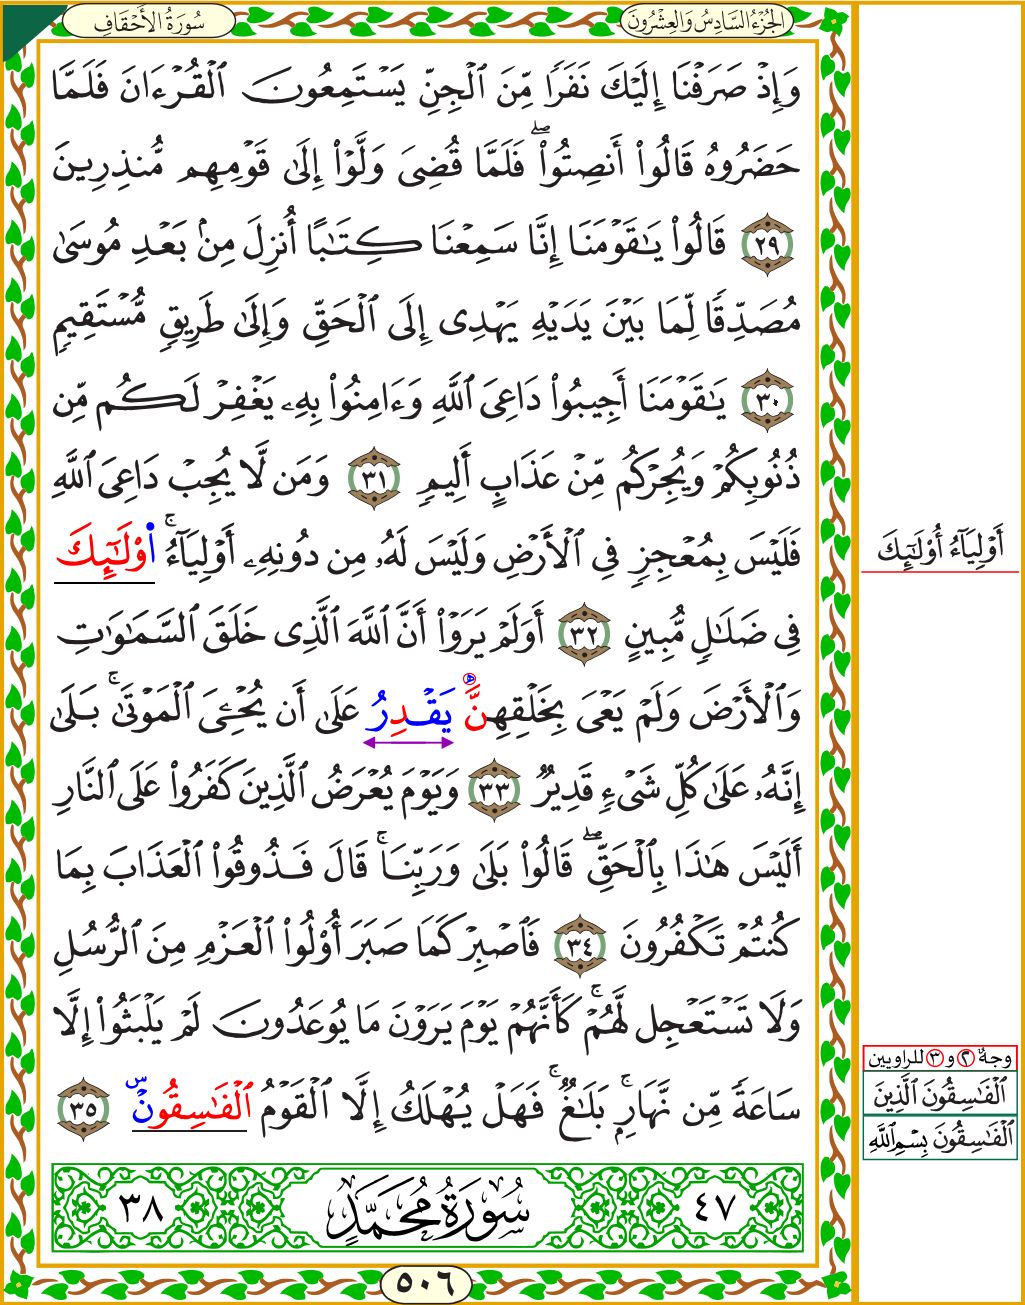 الجُزْءُ السَّادِسُ وَالعِشْرُونَ
سُورَةُ الأَحْقَافِ
وَإِذْ صَرَفْنَا إِلَيْكَ نَفَرًا مِّنَ ٱلْجِنِّ يَسْتَمِعُونَ ٱلْقُرْءَانَ فَلَمَّا
حَضَرُوهُ قَالُوا۟ أَنصِتُوا۟ۖ فَلَمَّا قُضِىَ وَلَّوْا۟ إِلَىٰ قَوْمِهِم مُّنذِرِينَ
٢٩ قَالُوا۟ يَـٰقَوْمَنَا إِنَّا سَمِعْنَا كِتَـٰبًا أُنزِلَ مِنۢ بَعْدِ مُوسَىٰ
مُصَدِّقًا لِّمَا بَيْنَ يَدَيْهِ يَهْدِى إِلَى ٱلْحَقِّ وَإِلَىٰ طَرِيقٍ مُّسْتَقِيمٍ
٣٠ يَـٰقَوْمَنَا أَجِيبُوا۟ دَاعِىَ ٱللَّهِ وَءَامِنُوا۟ بِهِۦ يَغْفِرْ لَكُم مِّن
ذُنُوبِكُمْ وَيُجِرْكُم مِّنْ عَذَابٍ أَلِيمٍ ٣١ وَمَن لَّا يُجِبْ دَاعِىَ ٱللَّهِ
فَلَيْسَ بِمُعْجِزٍ فِى ٱلْأَرْضِ وَلَيْسَ لَهُۥ مِن دُونِهِۦ أَوْلِيَآءُۚ ا۬وْلَـٰٓئِكَ
فِى ضَلَـٰلٍ مُّبِينٍ ٣٢ أَوَلَمْ يَرَوْا۟ أَنَّ ٱللَّهَ ٱلَّذِى خَلَقَ ٱلسَّمَـٰوَٰتِ
وَٱلْأَرْضَ وَلَمْ يَعْىَ بِخَلْقِهِنَّ يَقْدِرُ عَلَىٰ أَن يُحْـِۧىَ ٱلْمَوْتَىٰۚ بَلَىٰ
إِنَّهُۥ عَلَىٰ كُلِّ شَىْءٍ قَدِيرٌ ٣٣ وَيَوْمَ يُعْرَضُ ٱلَّذِينَ كَفَرُوا۟ عَلَى ٱلنَّارِ
أَلَيْسَ هَـٰذَا بِٱلْحَقِّۖ قَالُوا۟ بَلَىٰ وَرَبِّنَاۚ قَالَ فَذُوقُوا۟ ٱلْعَذَابَ بِمَا
كُنتُمْ تَكْفُرُونَ ٣٤ فَٱصْبِرْ كَمَا صَبَرَ أُوْلُوا۟ ٱلْعَزْمِ مِنَ ٱلرُّسُلِ
وَلَا تَسْتَعْجِل لَّهُمْۚ كَأَنَّهُمْ يَوْمَ يَرَوْنَ مَا يُوعَدُونَ لَمْ يَلْبَثُوا۟ إِلَّا
سَاعَةً مِّن نَّهَارٍۚ بَلَـٰغٌۚ فَهَلْ يُهْلَكُ إِلَّا ٱلْقَوْمُ ٱلْفَـٰسِقُونَ ٣٥
٤٧ سُورَةُ مُحَمَّدٍ ٣٨
٥٠٦
أَوْلِيَآءُ أُوْلَـٰٓئِكَ
وجهُ ٢ و ٣ للراويين
ٱلْفَـٰسِقُونَ ٱلَّذِينَ
ٱلْفَـٰسِقُونَ بِسْمِ ٱللَّهِ